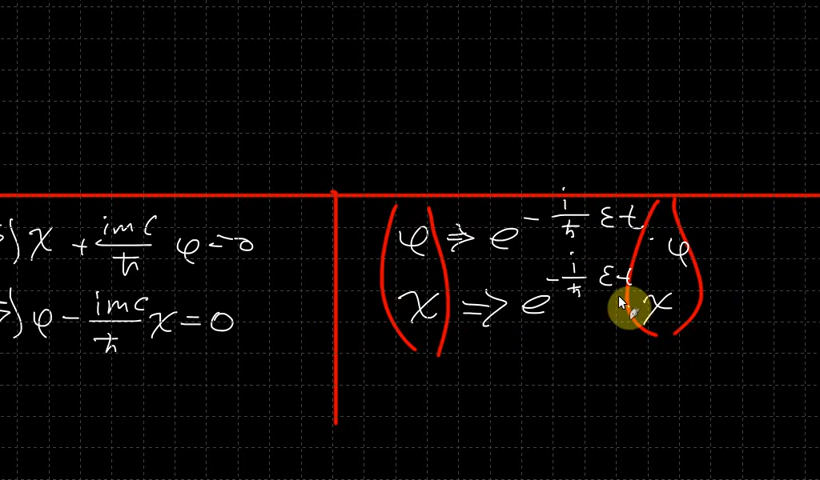 )χ + imc/ħ φ = 0
)φ − imc/ħ χ = 0
(φ ⇒ e^{−i/ħ εt} · (φ
χ) ⇒ e^{−i/ħ εt} · χ)